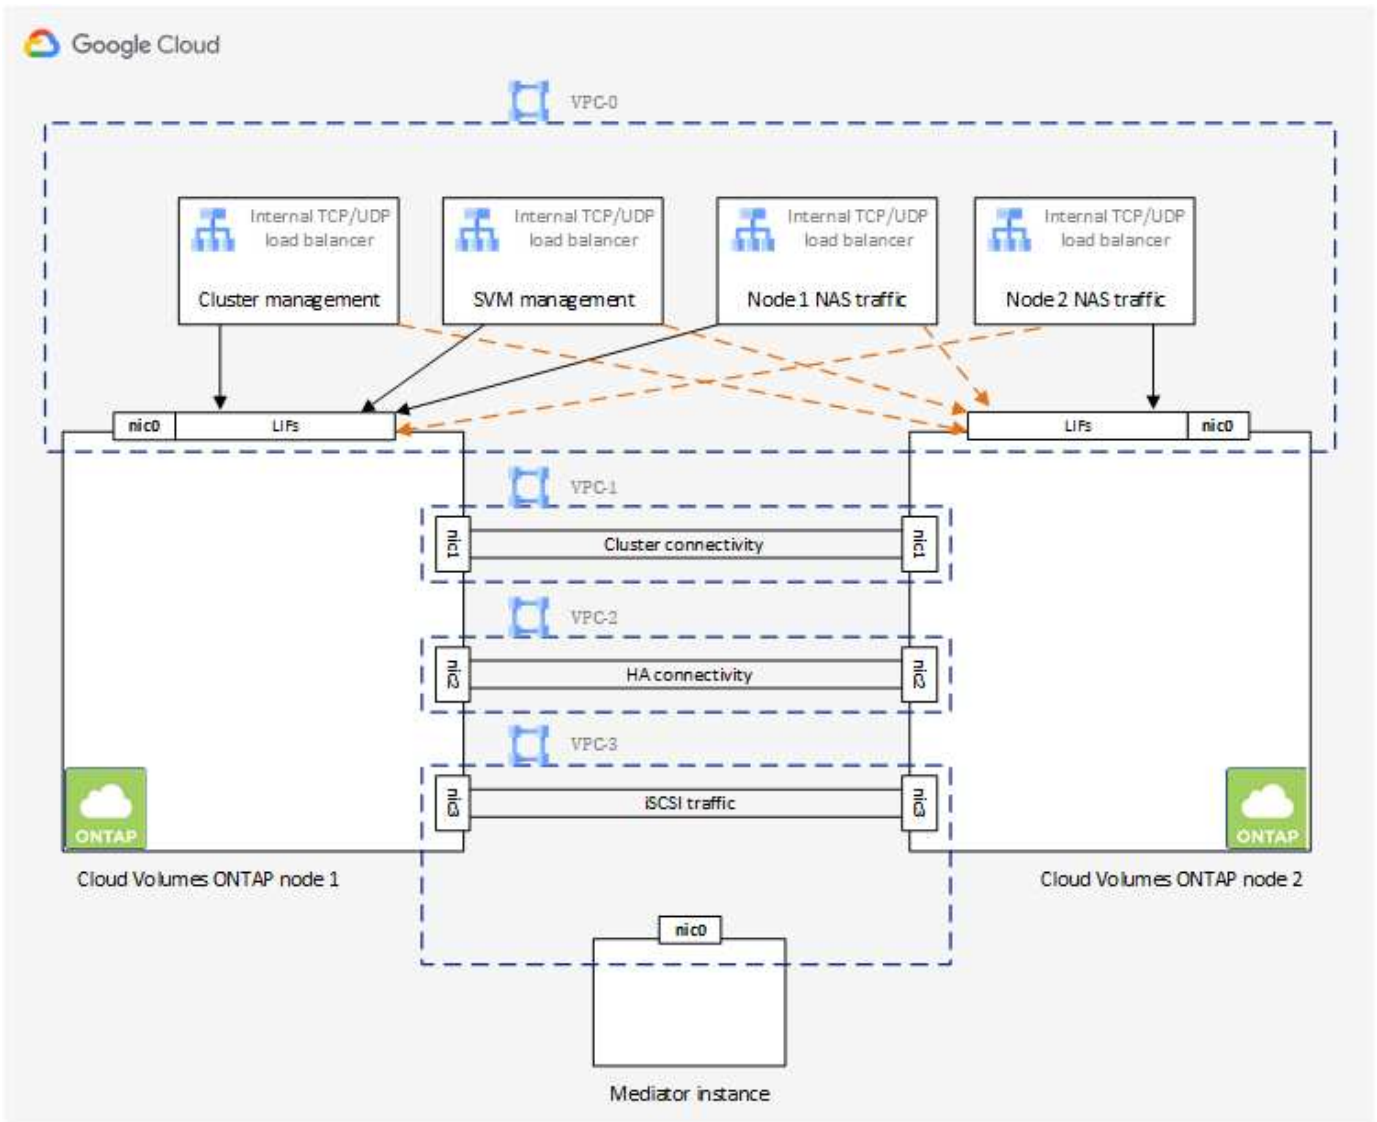 Google Cloud
VPC-0
Internal TCP/UDP
load balancer
Cluster management
Internal TCP/UDP
load balancer
SVM management
Internal TCP/UDP
load balancer
Node 1 NAS traffic
Internal TCP/UDP
load balancer
Node 2 NAS traffic
nic0
LIFs
LIFs
nic0
VPC-1
nic1
Cluster connectivity
nic1
VPC-2
nic2
HA connectivity
nic2
VPC-3
nic3
iSCSI traffic
nic3
ONTAP
ONTAP
Cloud Volumes ONTAP node 1
Cloud Volumes ONTAP node 2
nic0
Mediator instance